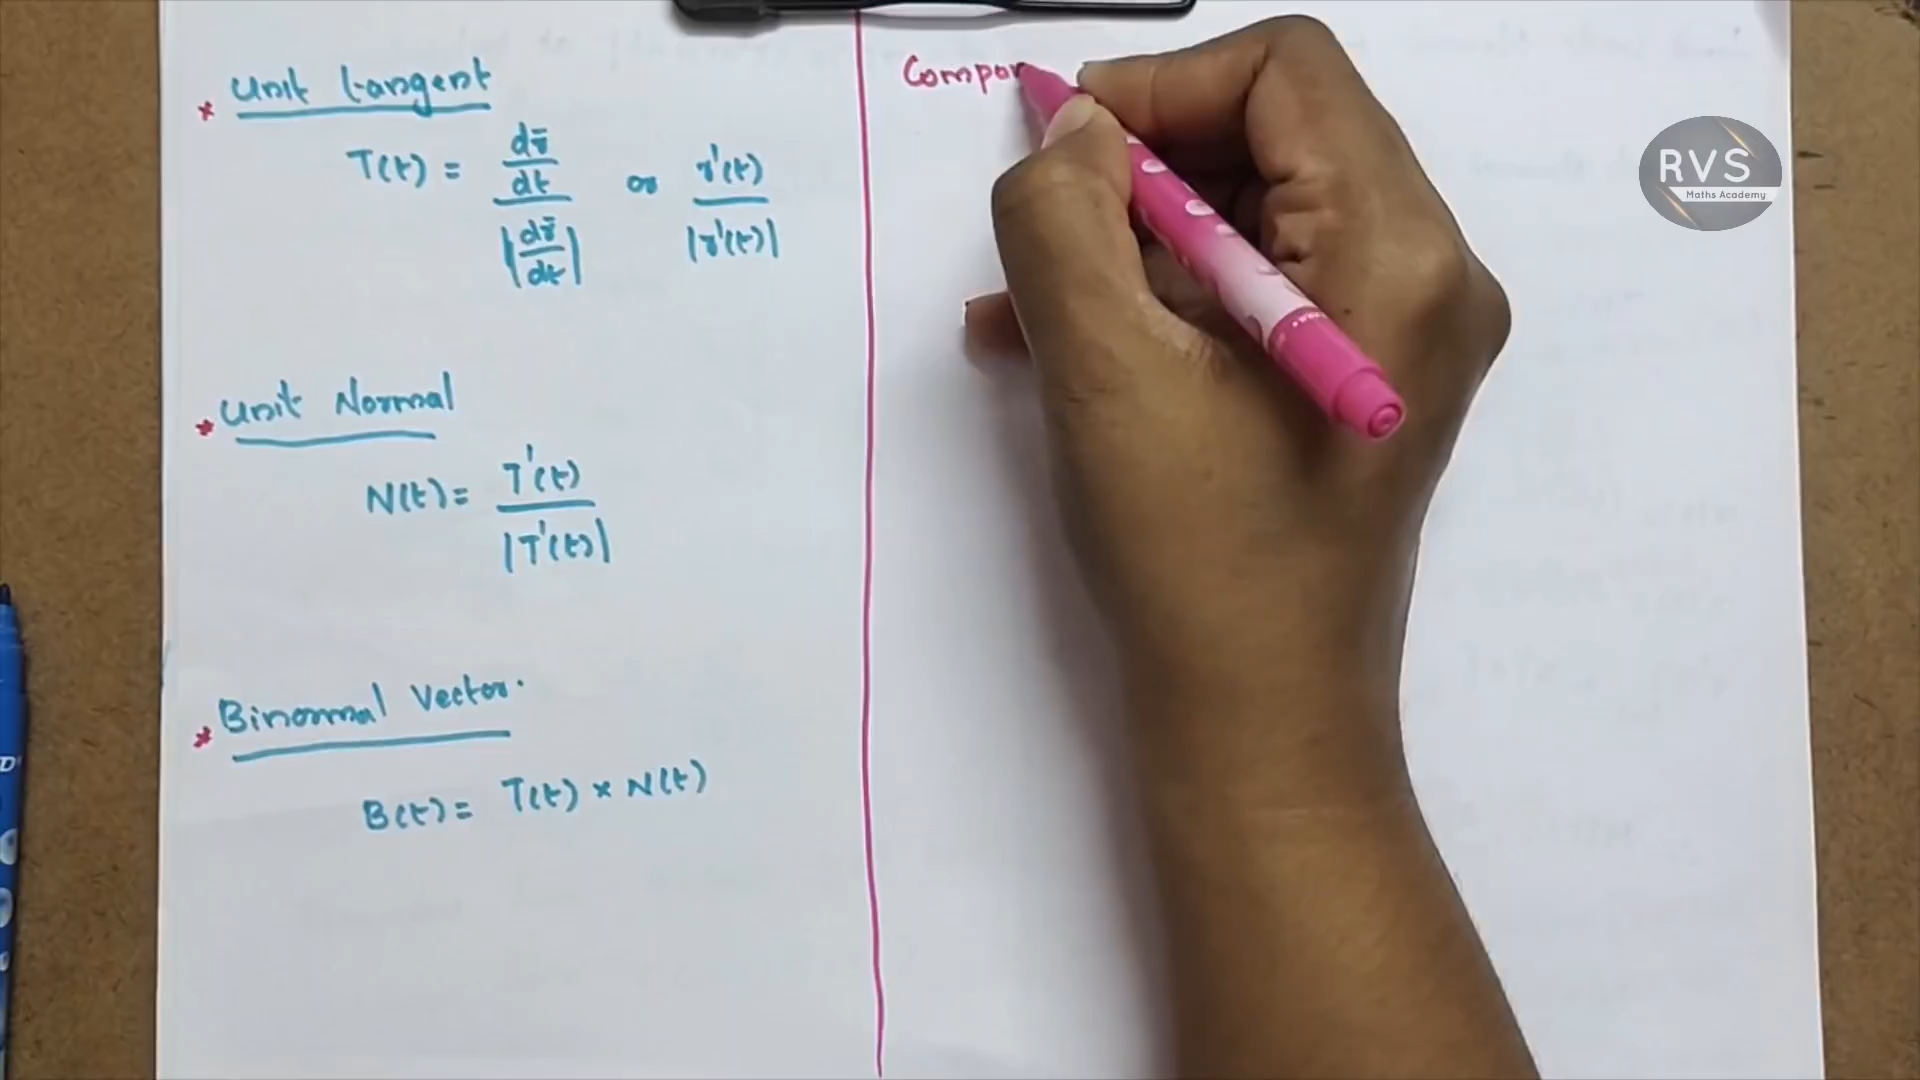 * Unit tangent
T(t) = dr̄/dt / |dr̄/dt| or r'(t) / |r'(t)|
* Unit Normal
N(t) = T'(t) / |T'(t)|
* Binormal Vector.
B(t) = T(t) × N(t)
Compon
RVS
Maths Academy